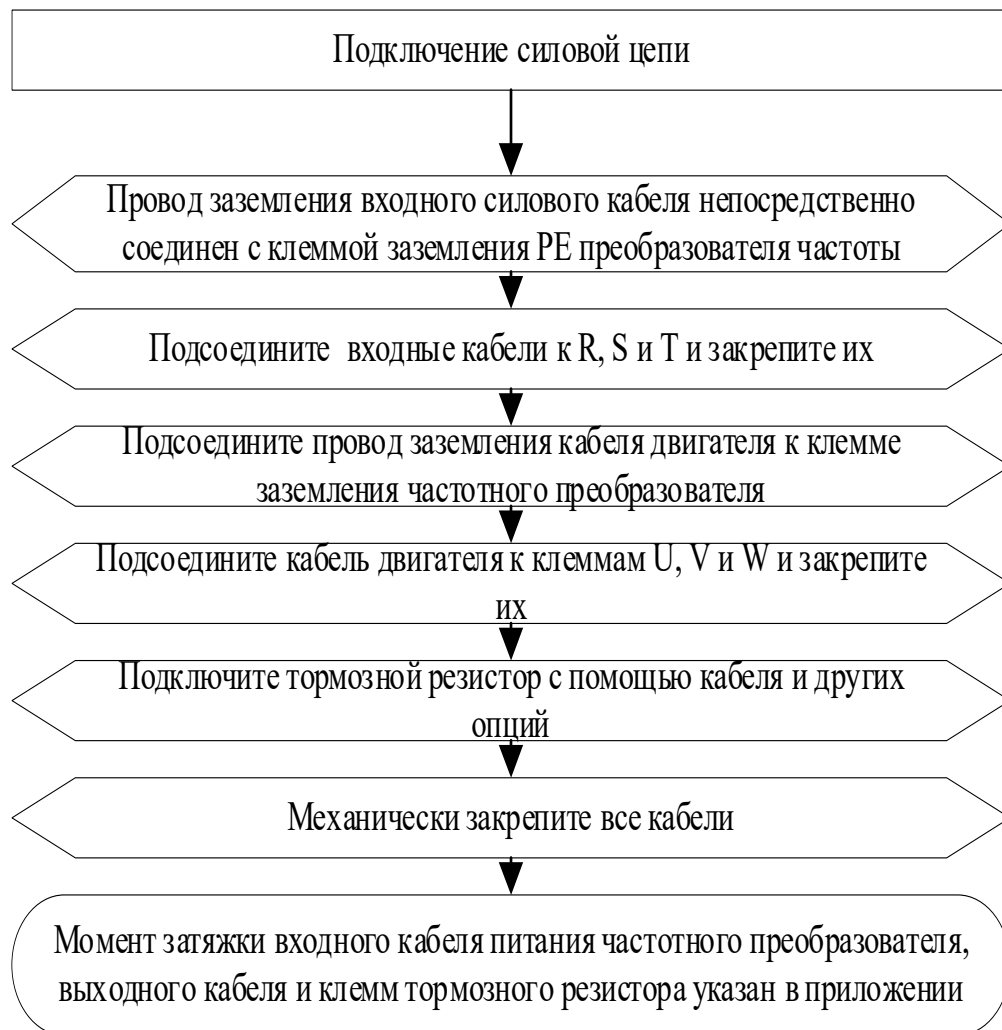 Подключение силовой цепи
Провод заземления входного силового кабеля непосредственно
соединен с клеммой заземления PE преобразователя частоты
Подсоедините входные кабели к R, S и T и закрепите их
Подсоедините провод заземления кабеля двигателя к клемме
заземления частотного преобразователя
Подсоедините кабель двигателя к клеммам U, V и W и закрепите
их
Подключите тормозной резистор с помощью кабеля и других
опций
Механически закрепите все кабели
Момент затяжки входного кабеля питания частотного преобразователя,
выходного кабеля и клемм тормозного резистора указан в приложении